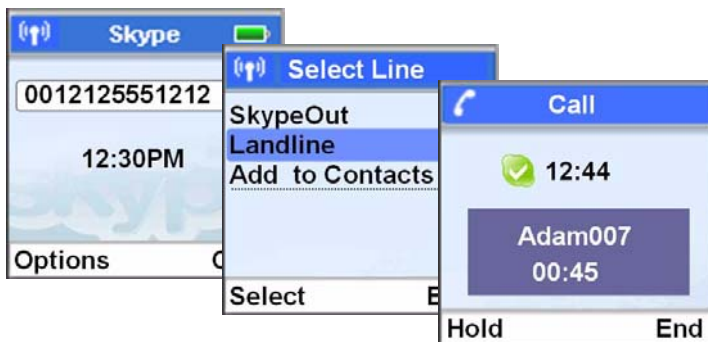 Skype
0012125551212
12:30PM
Options
Select Line
SkypeOut
Landline
Add to Contacts
Select
Call
12:44
Adam007
00:45
Hold End